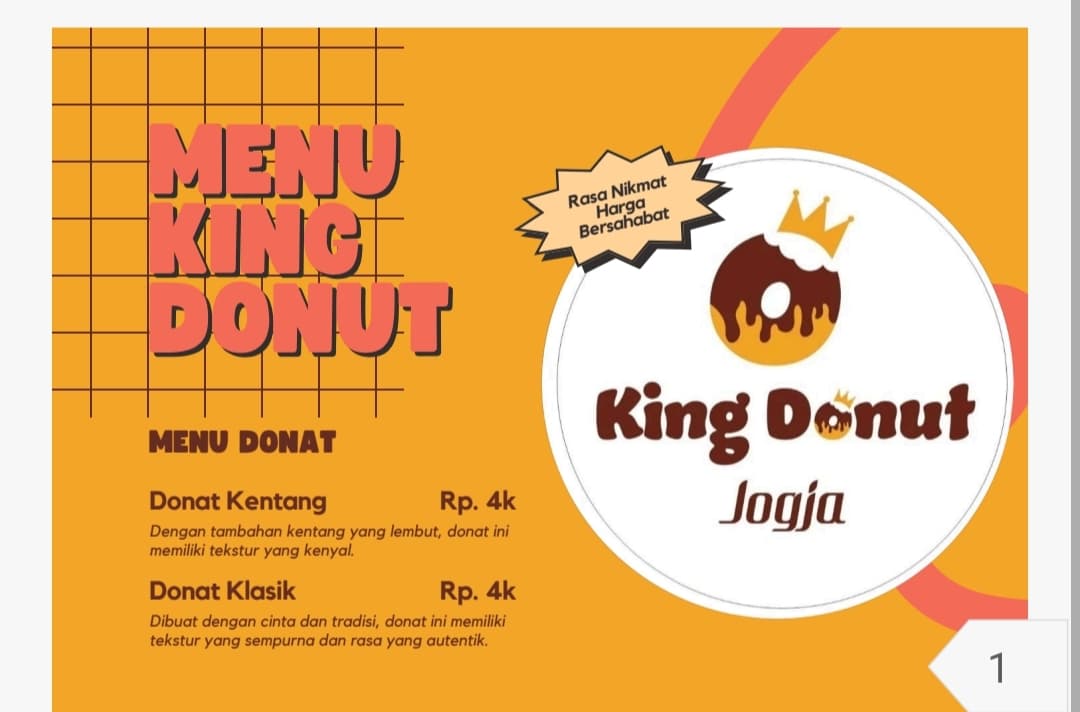 MENU
KING
DONUT
MENU DONAT
Donat Kentang Rp. 4k
Dengan tambahan kentang yang lembut, donat ini
memiliki tekstur yang kenyal.
Donat Klasik Rp. 4k
Dibuat dengan cinta dan tradisi, donat ini memiliki
tekstur yang sempurna dan rasa yang autentik.
Rasa Nikmat
Harga
Bersahabat
King Donut
Jogja
1